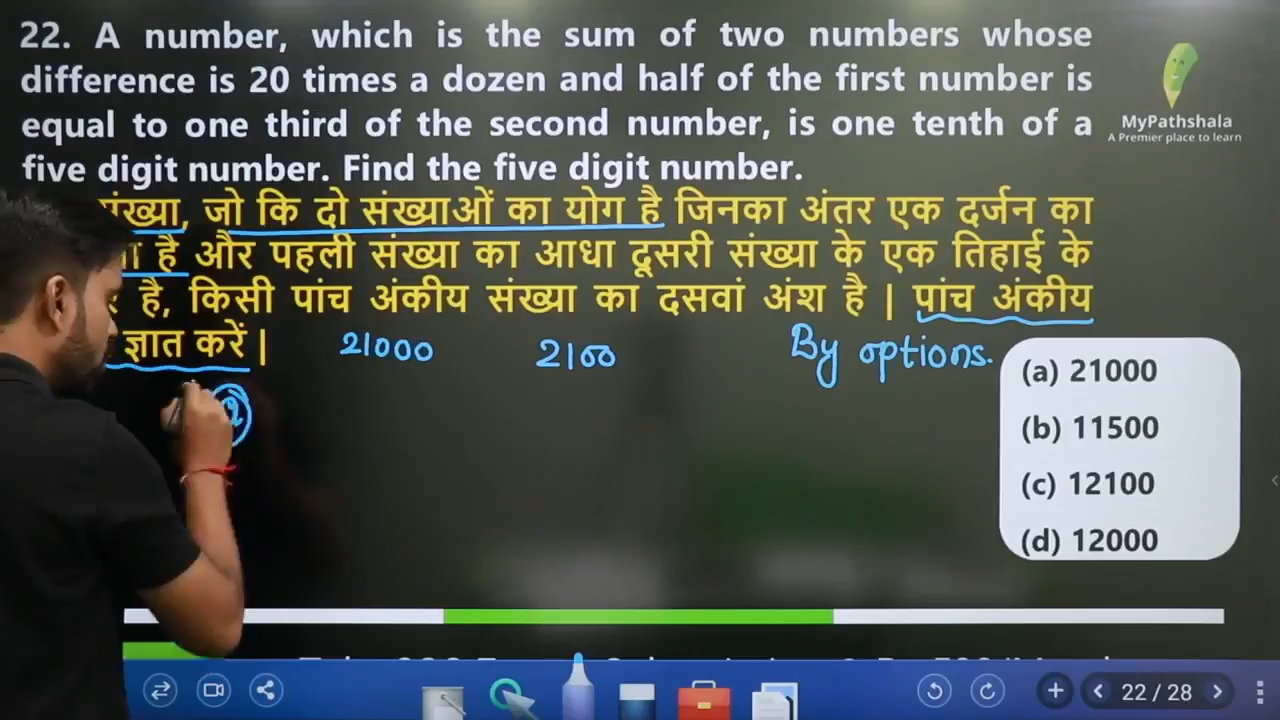 22. A number, which is the sum of two numbers whose
difference is 20 times a dozen and half of the first number is
equal to one third of the second number, is one tenth of a
five digit number. Find the five digit number.
MyPathshala
A Premier place to learn
जो कि दो संख्याओं का योग है जिनका अंतर एक दर्जन का
है और पहली संख्या का आधा दूसरी संख्या के एक तिहाई के
है, किसी पांच अंकीय संख्या का दसवां अंश है | पांच अंकीय
ज्ञात करें |
21000 2100 By options.
(a) 21000
(b) 11500
(c) 12100
(d) 12000
22 / 28